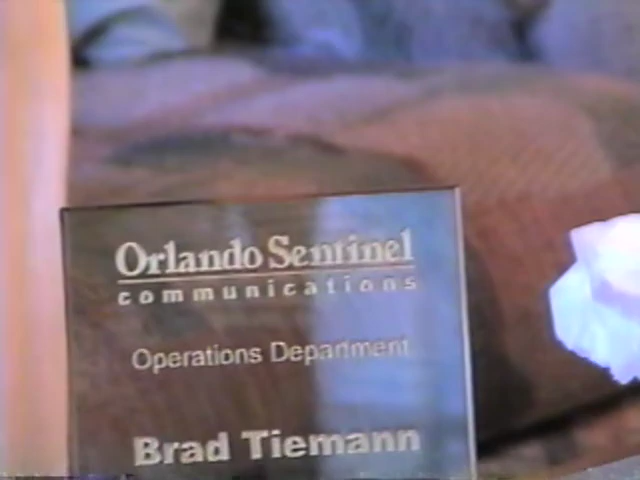 Orlando Sentinel
communications
Operations Department
Brad Tiemann